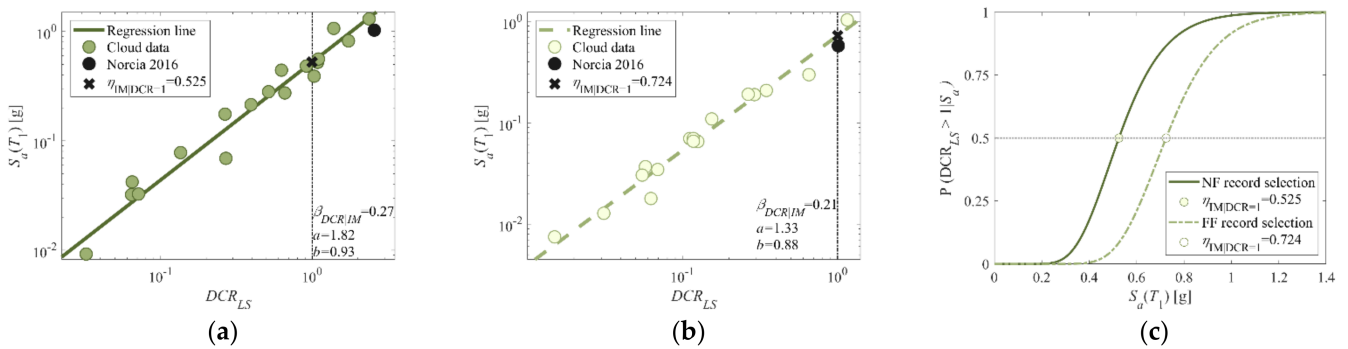 10^0
10^-1
10^-2
S_a(T_1) [g]
Regression line
Cloud data
Norcia 2016
η_IM|DCR=1=0.525
β_DCR|IM=0.27
a=1.82
b=0.93
10^-1
10^0
DCR_LS
(a)
10^0
10^-1
10^-2
S_a(T_1) [g]
Regression line
Cloud data
Norcia 2016
η_IM|DCR=1=0.724
β_DCR|IM=0.21
a=1.33
b=0.88
10^-1
10^0
DCR_LS
(b)
1
0.75
0.5
0.25
0
P (DCR_LS > 1|S_a)
NF record selection
η_IM|DCR=1=0.525
FF record selection
η_IM|DCR=1=0.724
0 0.2 0.4 0.6 0.8 1 1.2 1.4
S_a(T_1) [g]
(c)